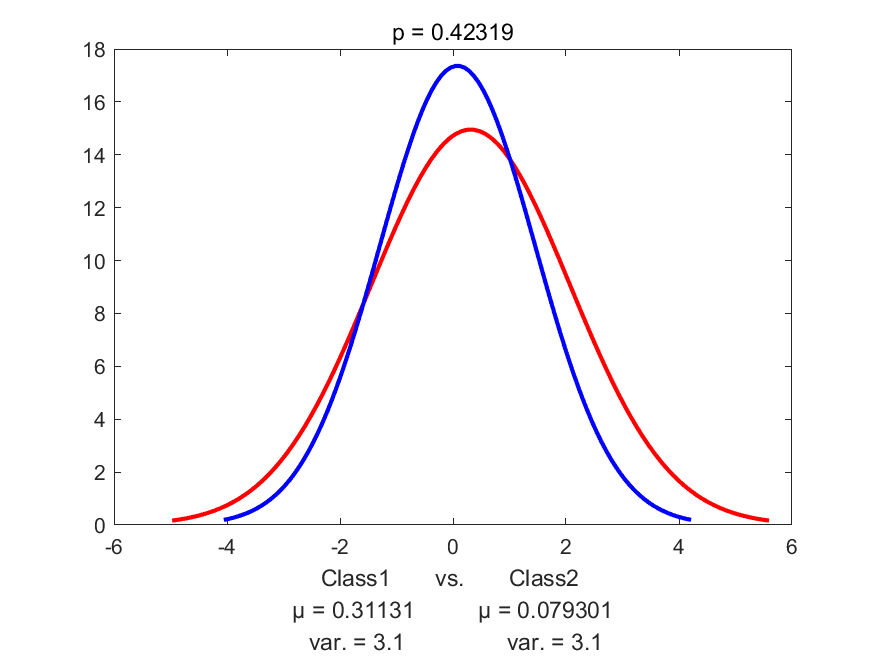 p = 0.42319
18
16
14
12
10
8
6
4
2
0
-6 -4 -2 0 2 4 6
Class1 vs. Class2
μ = 0.31131 μ = 0.079301
var. = 3.1 var. = 3.1